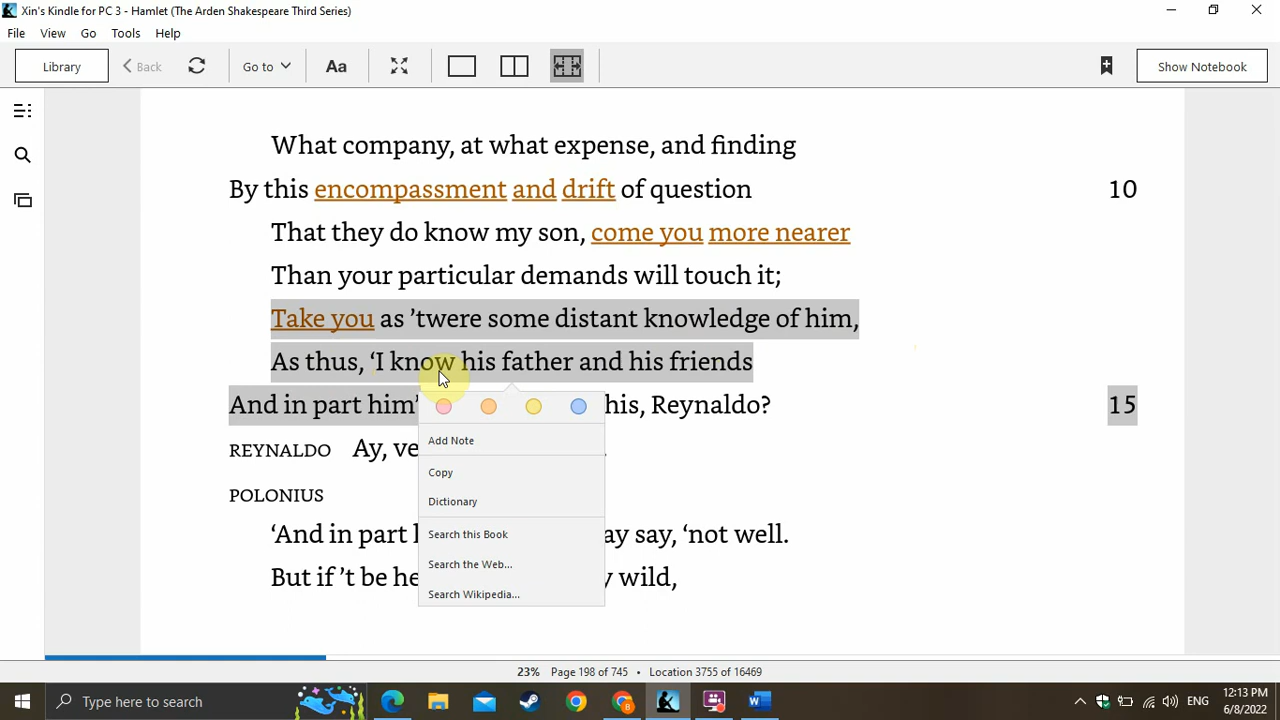 Xin's Kindle for PC 3 - Hamlet (The Arden Shakespeare Third Series)
File View Go Tools Help
Library Back Go to Aa Show Notebook
What company, at what expense, and finding
By this encompassment and drift of question 10
That they do know my son, come you more nearer
Than your particular demands will touch it;
Take you as ’twere some distant knowledge of him,
As thus, ‘I know his father and his friends
And in part him’ his, Reynaldo? 15
REYNALDO Ay, ve .
POLONIUS
‘And in part h ay say, ‘not well.
But if ’t be he y wild,
Add Note
Copy
Dictionary
Search this Book
Search the Web...
Search Wikipedia...
23% Page 198 of 745 • Location 3755 of 16469
Type here to search
ENG
12:13 PM
6/8/2022